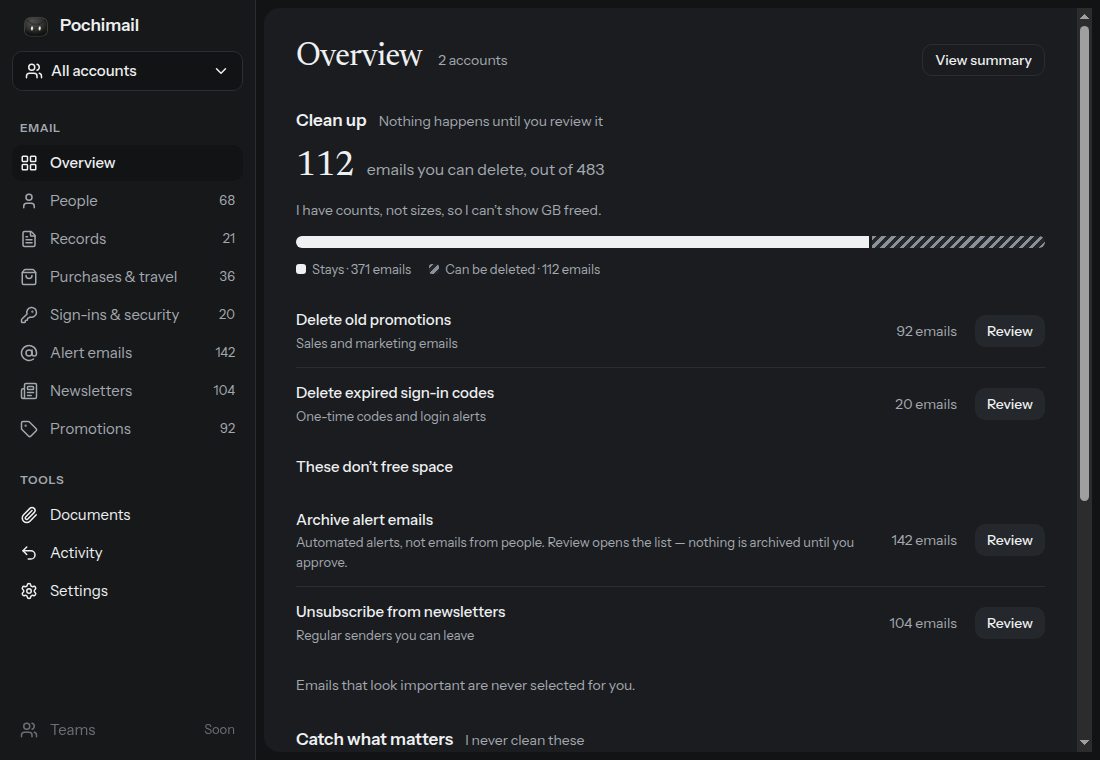 Pochimail
All accounts
EMAIL
Overview
People 68
Records 21
Purchases & travel 36
Sign-ins & security 20
Alert emails 142
Newsletters 104
Promotions 92
TOOLS
Documents
Activity
Settings
Teams Soon
Overview 2 accounts
View summary
Clean up Nothing happens until you review it
112 emails you can delete, out of 483
I have counts, not sizes, so I can’t show GB freed.
Stays · 371 emails Can be deleted · 112 emails
Delete old promotions
Sales and marketing emails
92 emails Review
Delete expired sign-in codes
One-time codes and login alerts
20 emails Review
These don’t free space
Archive alert emails
Automated alerts, not emails from people. Review opens the list — nothing is archived until you
approve.
142 emails Review
Unsubscribe from newsletters
Regular senders you can leave
104 emails Review
Emails that look important are never selected for you.
Catch what matters I never clean these